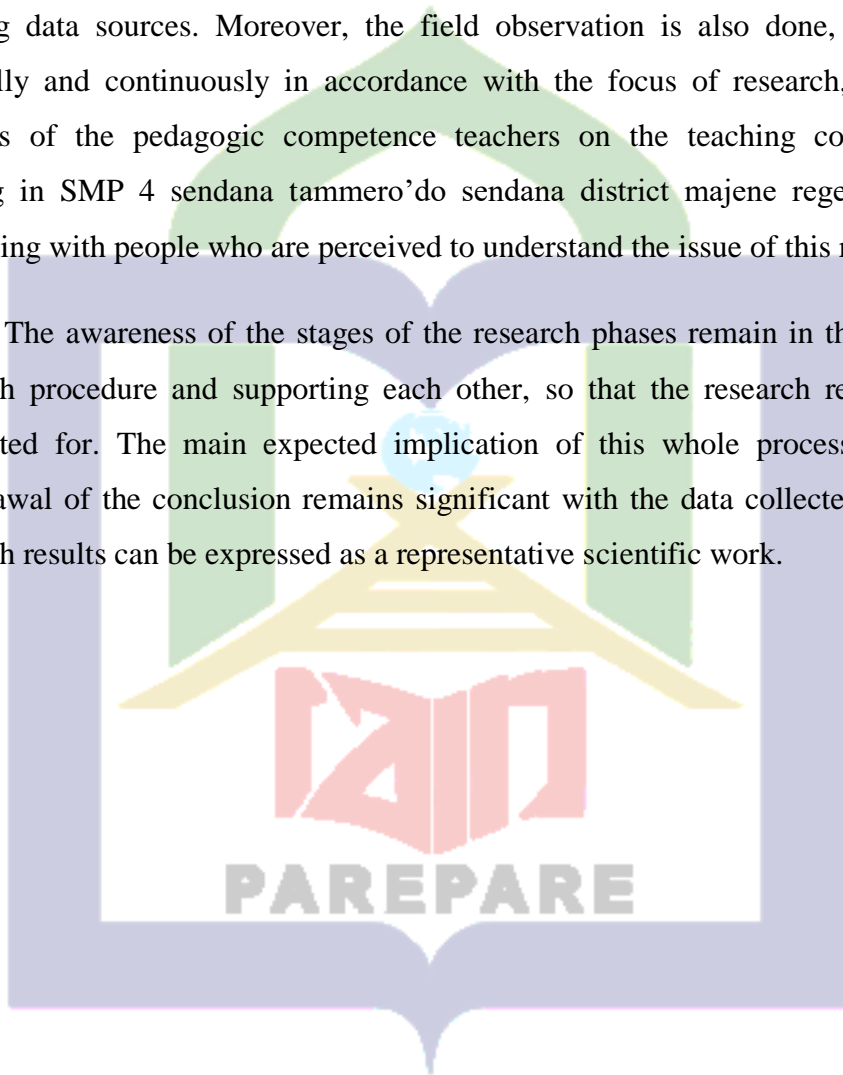 g data sources. Moreover, the field observation is also done,
lly and continuously in accordance with the focus of research,
s of the pedagogic competence teachers on the teaching co
g in SMP 4 sendana tammero’do sendana district majene rege
ing with people who are perceived to understand the issue of this r
The awareness of the stages of the research phases remain in th
h procedure and supporting each other, so that the research re
ted for. The main expected implication of this whole process
awal of the conclusion remains significant with the data collecte
h results can be expressed as a representative scientific work.
iain
PAREPARE